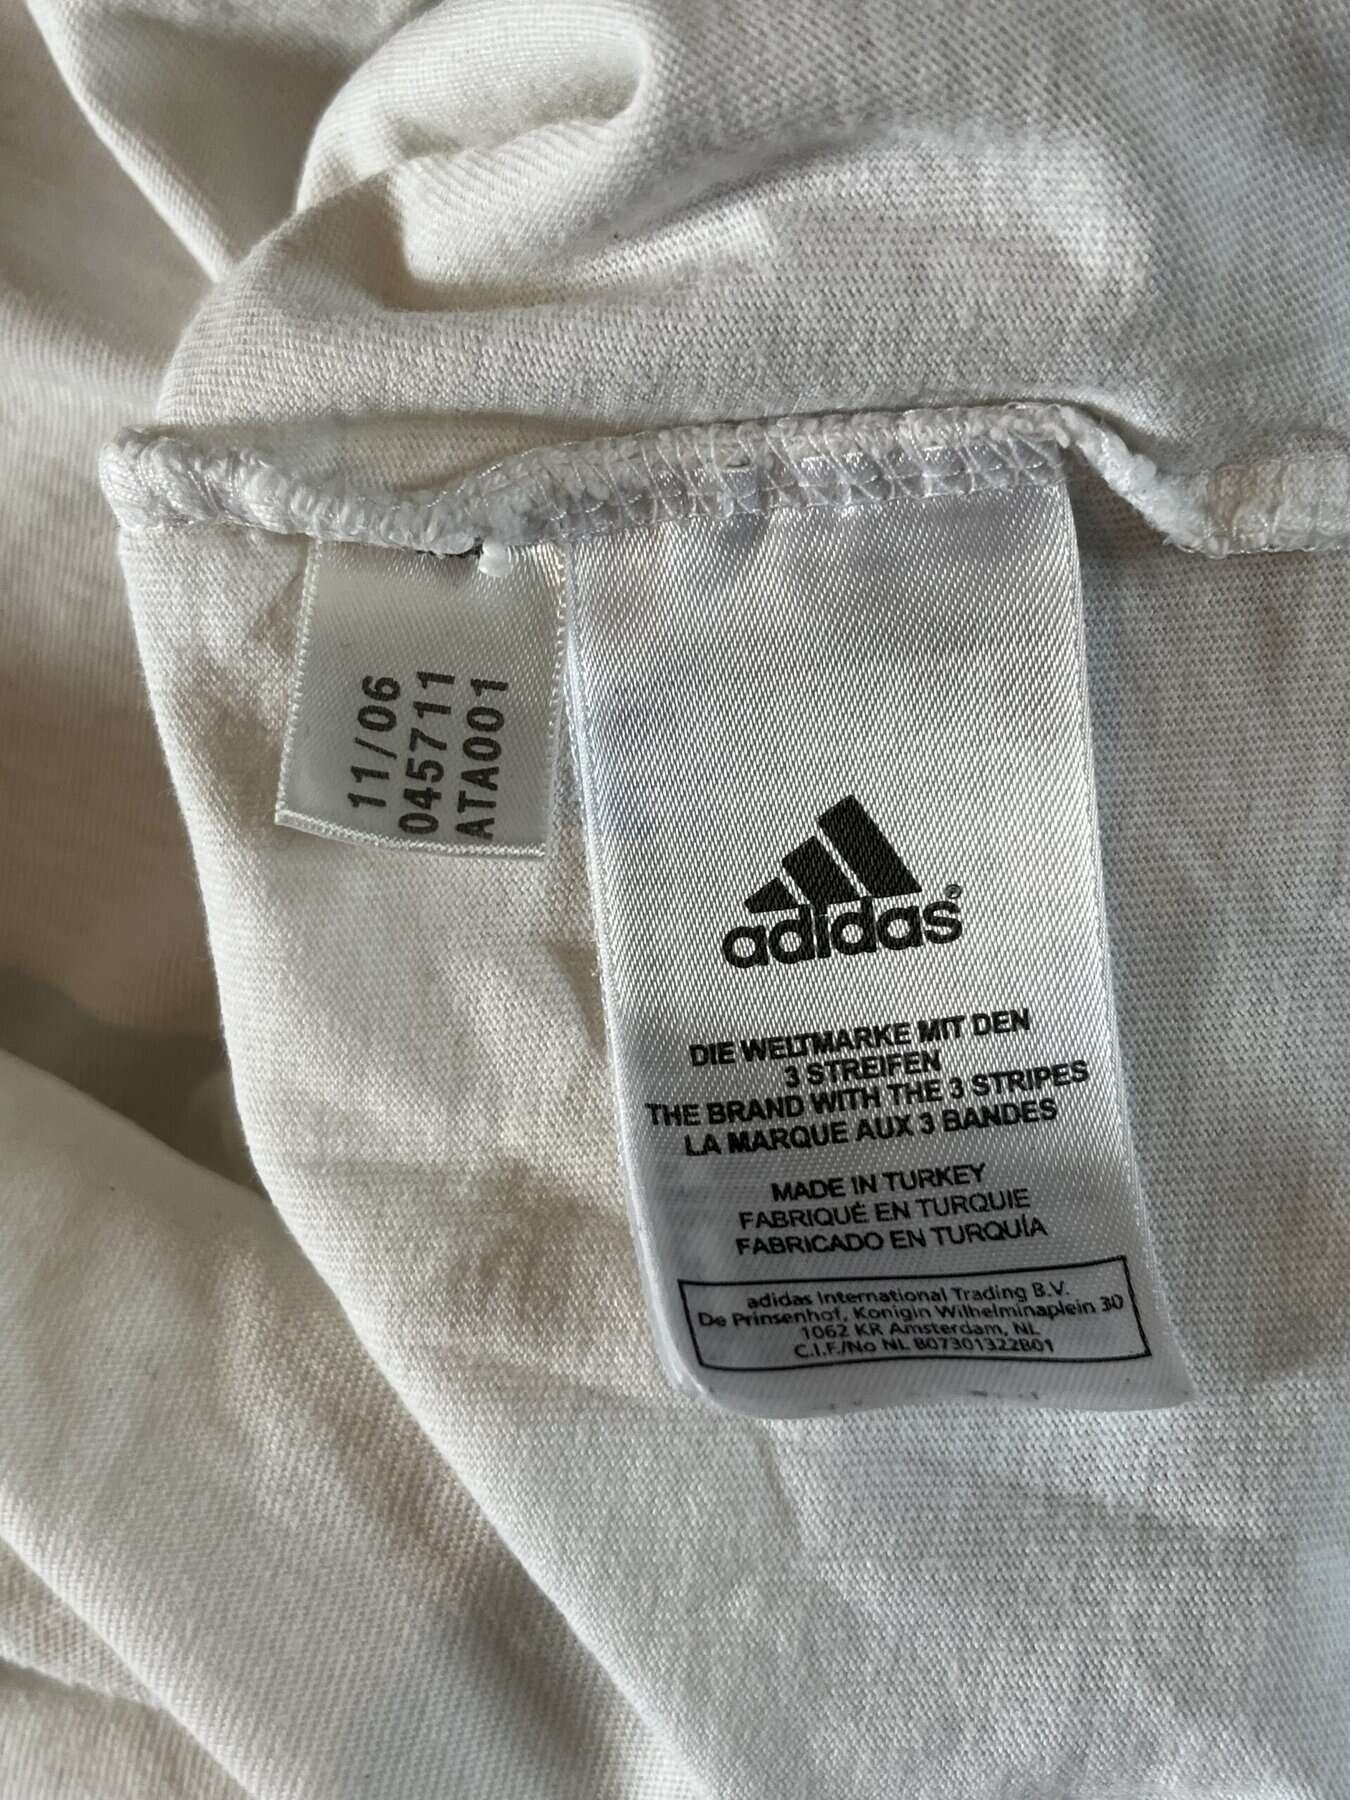 11/06
045711
ATA001
adidas®
DIE WELTMARKE MIT DEN
3 STREIFEN
THE BRAND WITH THE 3 STRIPES
LA MARQUE AUX 3 BANDES
MADE IN TURKEY
FABRIQUÉ EN TURQUIE
FABRICADO EN TURQUÍA
adidas International Trading B.V.
De Prinsenhof, Konigin Wilhelminaplein 30
1062 KR Amsterdam, NL
C.I.F./No NL 807301322B01